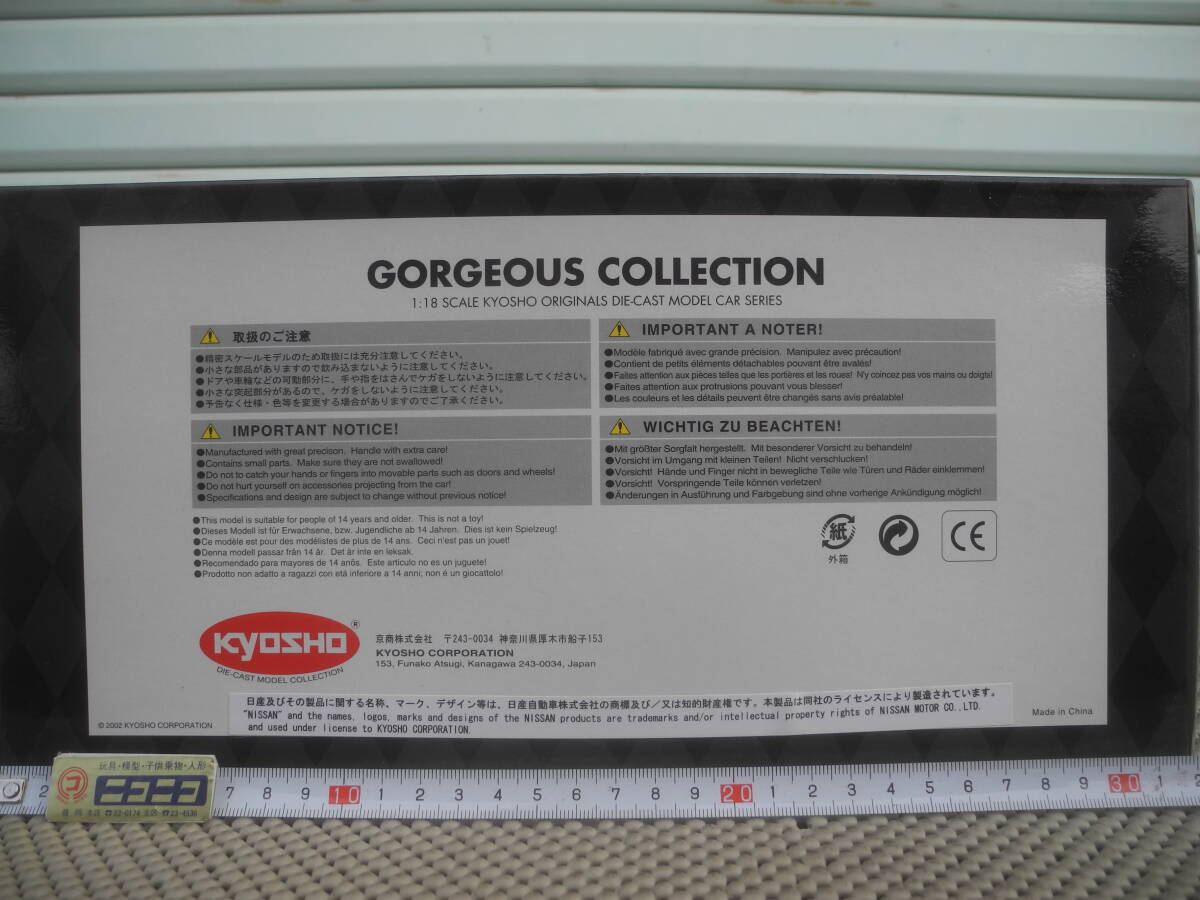 GORGEOUS COLLECTION
1:18 SCALE KYOSHO ORIGINALS DIE-CAST MODEL CAR SERIES
取扱のご注意
●精密スケールモデルのため取扱には充分注意してください。
●小さな部品がありますので飲み込まないように注意してください。
●ドアや車輪などの可動部分に、手や指をはさんでケガをしないように注意してください。
●小さな突起部分があるので、ケガをしないように注意してください。
●予告なく仕様・色等を変更する場合がありますのでご了承ください。
IMPORTANT A NOTER!
●Modèle fabriqué avec grande précision. Manipulez avec précaution!
●Contient de petits éléments détachables pouvant être avalés!
●Faites attention aux pièces telles que les portières et les roues! N'y coincez pas vos mains ou doigts!
●Faites attention aux protrusions pouvant vous blesser!
●Les couleurs et les détails peuvent être changés sans avis préalable!
IMPORTANT NOTICE!
●Manufactured with great precison. Handle with extra care!
●Contains small parts. Make sure they are not swallowed!
●Do not to catch your hands or fingers into movable parts such as doors and wheels!
●Do not hurt yourself on accessories projecting from the car!
●Specifications and design are subject to change without previous notice!
WICHTIG ZU BEACHTEN!
●Mit größter Sorgfalt hergestellt. Mit besonderer Vorsicht zu behandeln!
●Vorsicht im Umgang mit kleinen Teilen! Nicht verschlucken!
●Vorsicht! Hände und Finger nicht in bewegliche Teile wie Türen und Räder einklemmen!
●Vorsicht! Vorspringende Teile können verletzen!
●Änderungen in Ausführung und Farbgebung sind ohne vorherige Ankündigung möglich!
●This model is suitable for people of 14 years and older. This is not a toy!
●Dieses Modell ist für Erwachsene, bzw. Jugendliche ab 14 Jahren. Dies ist kein Spielzeug!
●Ce modèle est pour des modélistes de plus de 14 ans. Ceci n'est pas un jouet!
●Denna modell passar från 14 år. Det är inte en leksak.
●Recomendado para mayores de 14 anõs. Este articulo no es un juguete!
●Prodotto non adatto a ragazzi con età inferiore a 14 anni; non é un giocattolo!
紙
外箱
CE
KYOSHO ®
DIE-CAST MODEL COLLECTION
京商株式会社 〒243-0034 神奈川県厚木市船子153
KYOSHO CORPORATION
153, Funako Atsugi, Kanagawa 243-0034, Japan
日産及びその製品に関する名称、マーク、デザイン等は、日産自動車株式会社の商標及び/又は知的財産権です。本製品は同社のライセンスにより製造されています。
"NISSAN" and the names, logos, marks and designs of the NISSAN products are trademarks and/or intellectual property rights of NISSAN MOTOR CO.,LTD.
and used under license to KYOSHO CORPORATION.
© 2002 KYOSHO CORPORATION
Made in China
玩具・模型・子供乗物・人形
コ ニコニコ
2 7 8 9 10 1 2 3 4 5 6 7 8 9 20 1 2 3 4 5 6 7 8 9 30 1